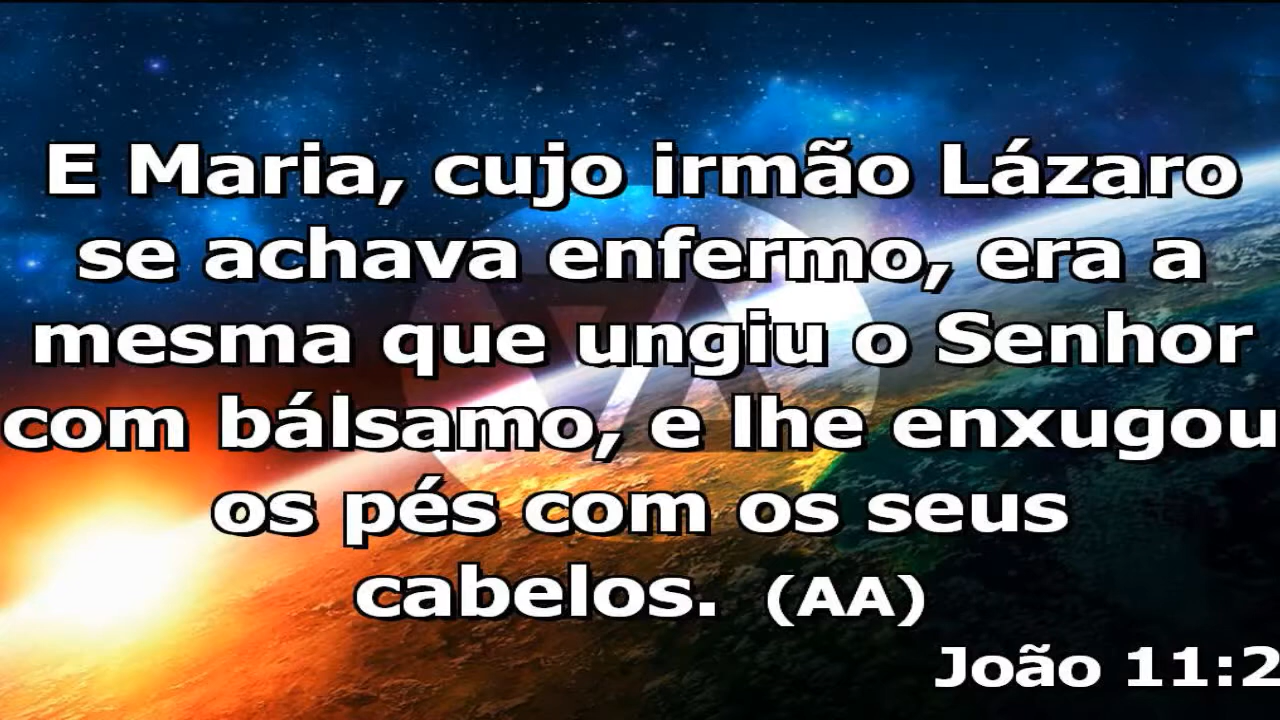 E Maria, cujo irmão Lázaro
se achava enfermo, era a
mesma que ungiu o Senhor
com bálsamo, e lhe enxugou
os pés com os seus
cabelos. (AA)
João 11:2